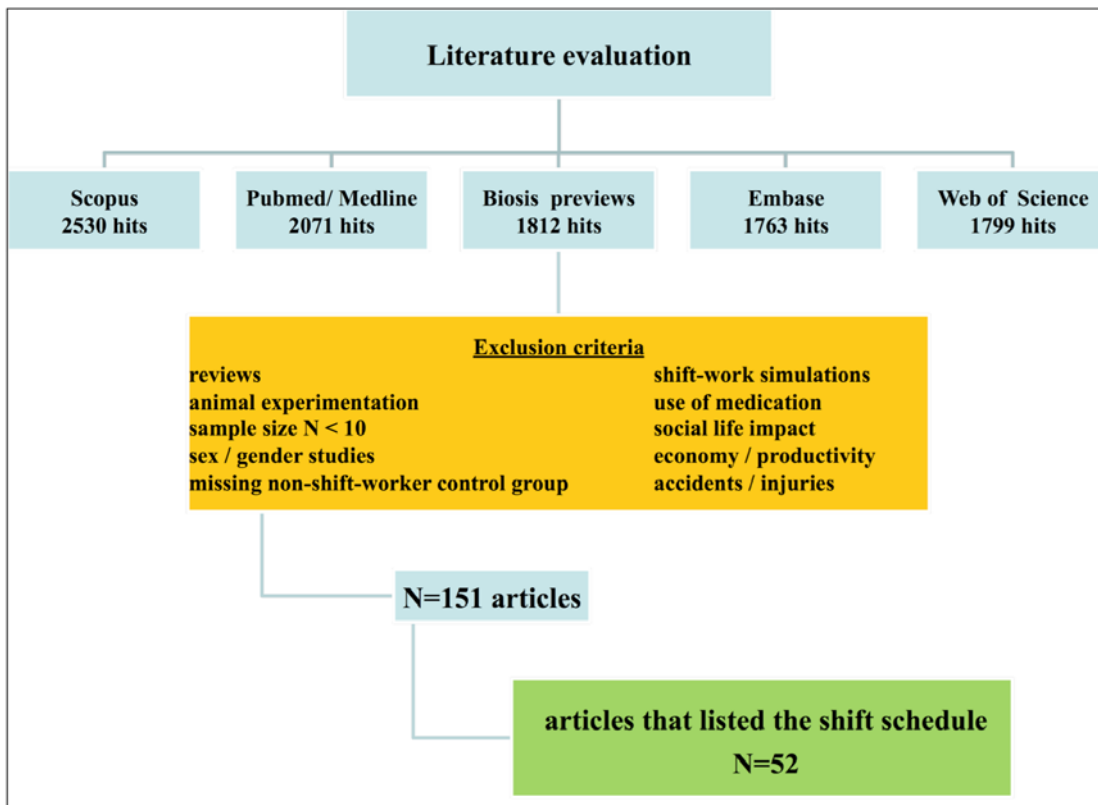 Literature evaluation
Scopus
2530 hits
Pubmed/ Medline
2071 hits
Biosis previews
1812 hits
Embase
1763 hits
Web of Science
1799 hits
Exclusion criteria
reviews
animal experimentation
sample size N < 10
sex / gender studies
missing non-shift-worker control group
shift-work simulations
use of medication
social life impact
economy / productivity
accidents / injuries
N=151 articles
articles that listed the shift schedule
N=52